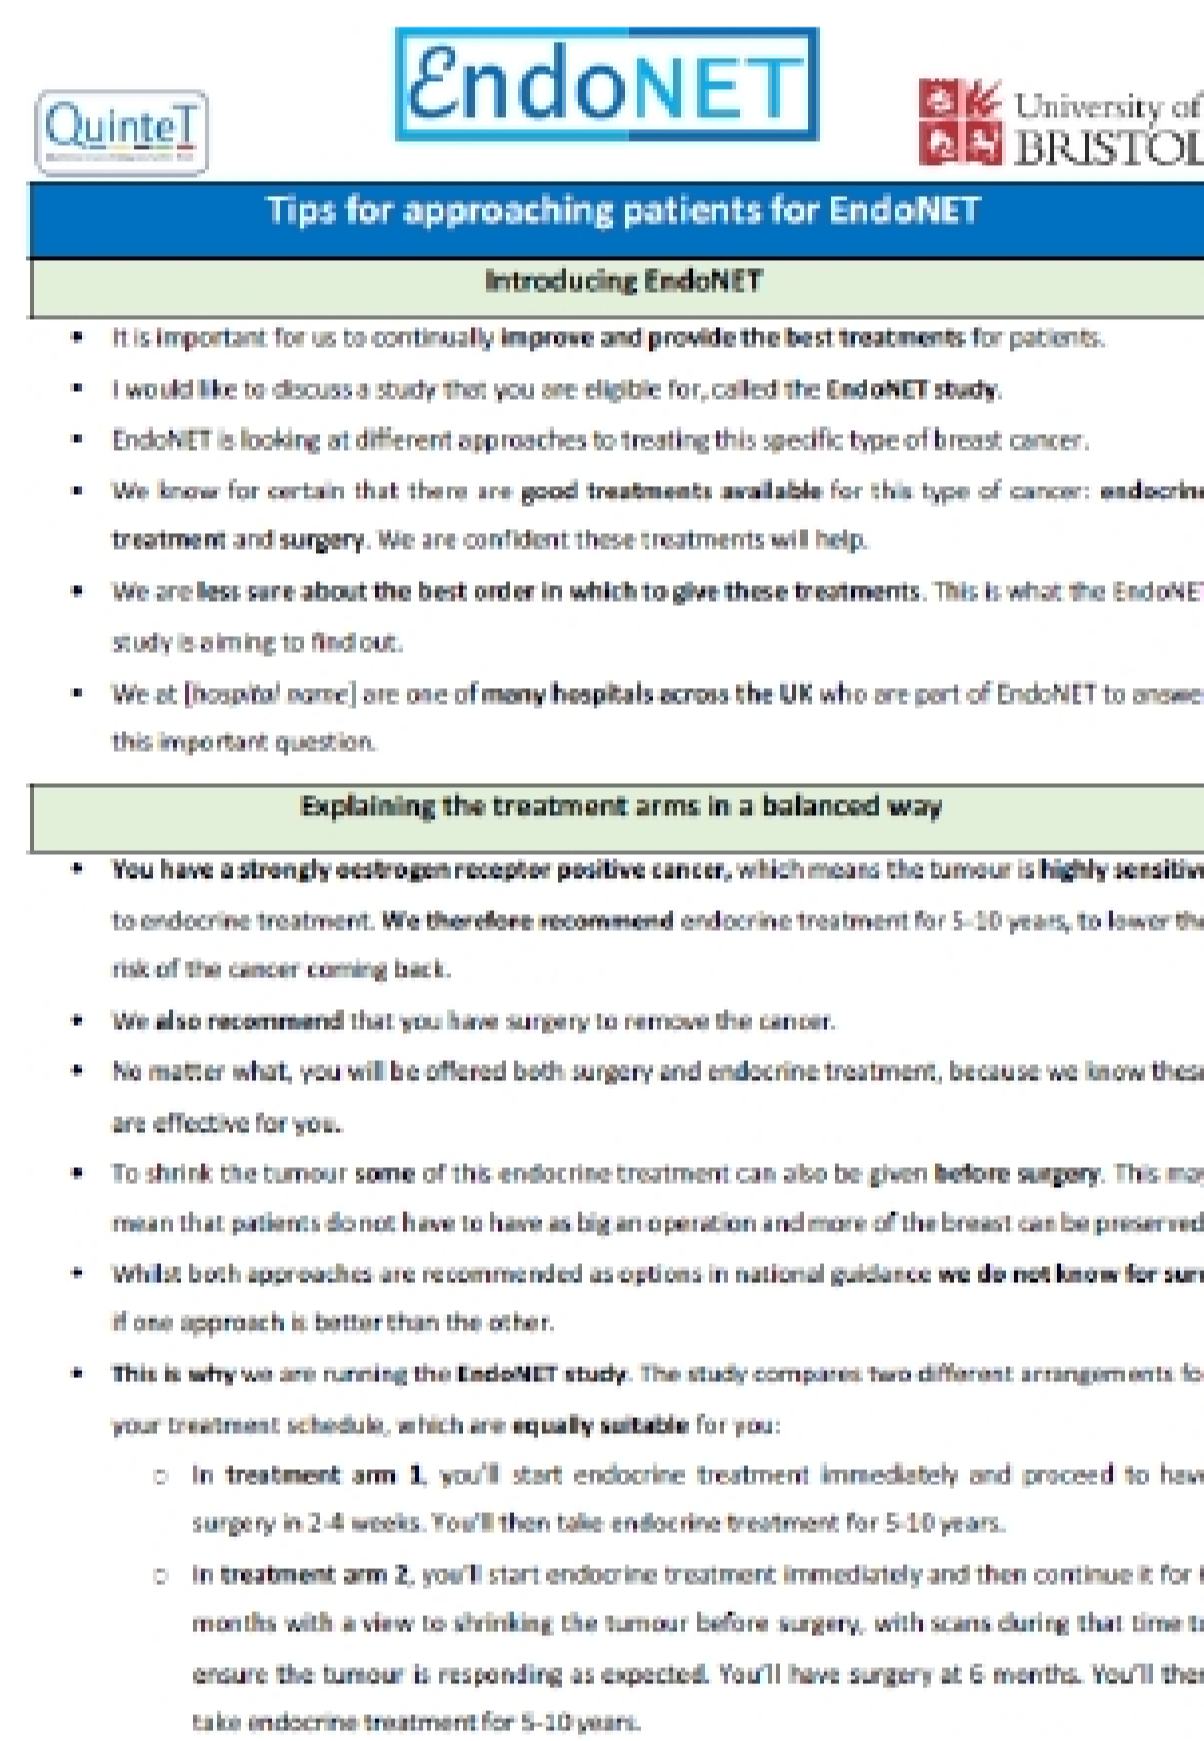 EndoNET
QuinteT
University of
BRISTOL
Tips for approaching patients for EndoNET
Introducing EndoNET
It is important for us to continually improve and provide the best treatments for patients.
I would like to discuss a study that you are eligible for, called the EndoNET study.
EndoNET is looking at different approaches to treating this specific type of breast cancer.
We know for certain that there are good treatments available for this type of cancer: endocrine
treatment and surgery. We are confident these treatments will help.
We are less sure about the best order in which to give these treatments. This is what the EndoNET
study is aiming to find out.
We at [hospital name] are one of many hospitals across the UK who are part of EndoNET to answe
this important question.
Explaining the treatment arms in a balanced way
You have a strongly oestrogen receptor positive cancer, which means the tumour is highly sensitive
to endocrine treatment. We therefore recommend endocrine treatment for 5-10 years, to lower the
risk of the cancer coming back.
We also recommend that you have surgery to remove the cancer.
No matter what, you will be offered both surgery and endocrine treatment, because we know these
are effective for you.
To shrink the tumour some of this endocrine treatment can also be given before surgery. This may
mean that patients do not have to have as big an operation and more of the breast can be preserved
Whilst both approaches are recommended as options in national guidance we do not know for sur
if one approach is better than the other.
This is why we are running the EndoNET study. The study compares two different arrangements fo
your treatment schedule, which are equally suitable for you:
In treatment arm 1, you'll start endocrine treatment immediately and proceed to hav
surgery in 2-4 weeks. You'll then take endocrine treatment for 5-10 years.
In treatment arm 2, you'll start endocrine treatment immediately and then continue it for
months with a view to shrinking the tumour before surgery, with scans during that time to
ensure the tumour is responding as expected. You'll have surgery at 6 months. You'll then
take endocrine treatment for 5-10 years.